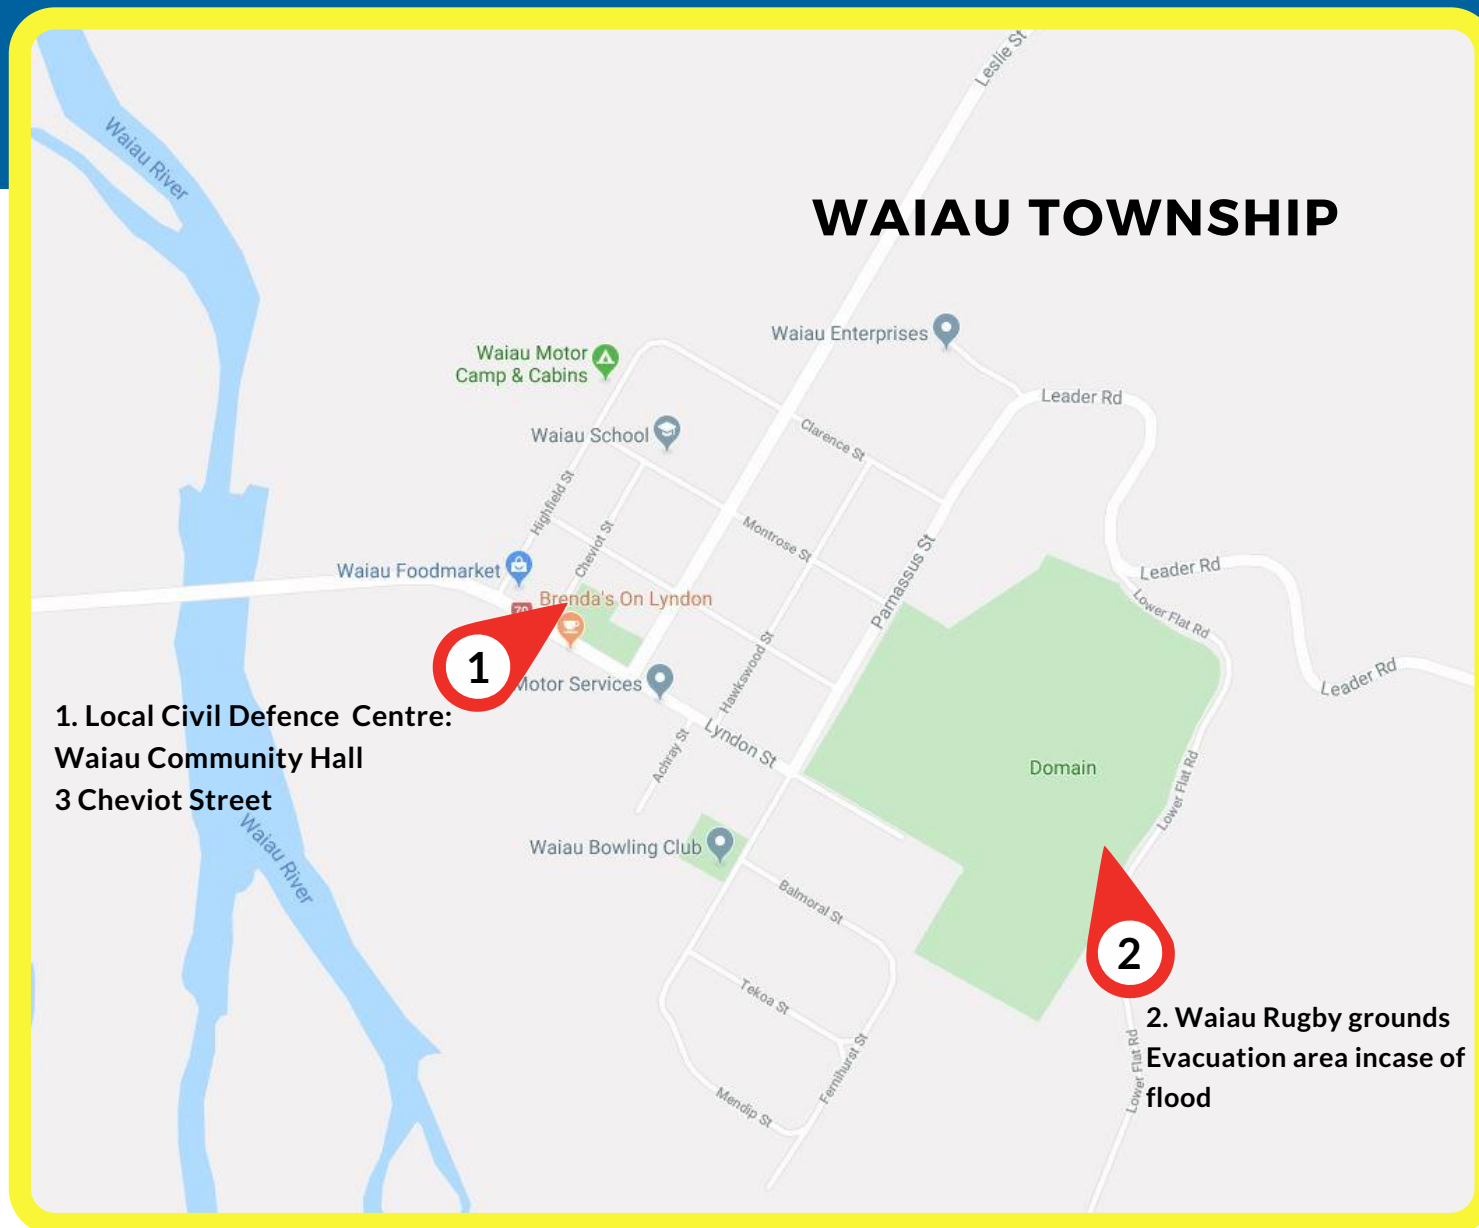 Leslie St
Waiau River
WAIAU TOWNSHIP
Waiau Enterprises
Waiau Motor
Camp & Cabins
Leader Rd
Waiau School
Clarence St
Highfield St
Montrose St
Cheviot St
Parnassus St
Waiau Foodmarket
Leader Rd
Brenda's On Lyndon
70
Lower Flat Rd
Hawkswood St
1
Motor Services
Leader Rd
1. Local Civil Defence Centre:
Waiau Community Hall
3 Cheviot Street
Lyndon St
Achray St
Domain
Lower Flat Rd
Waiau River
Waiau Bowling Club
Balmoral St
2
Tekoa St
2. Waiau Rugby grounds
Evacuation area incase of
flood
Lower Flat Rd
Fernihurst St
Mendip St